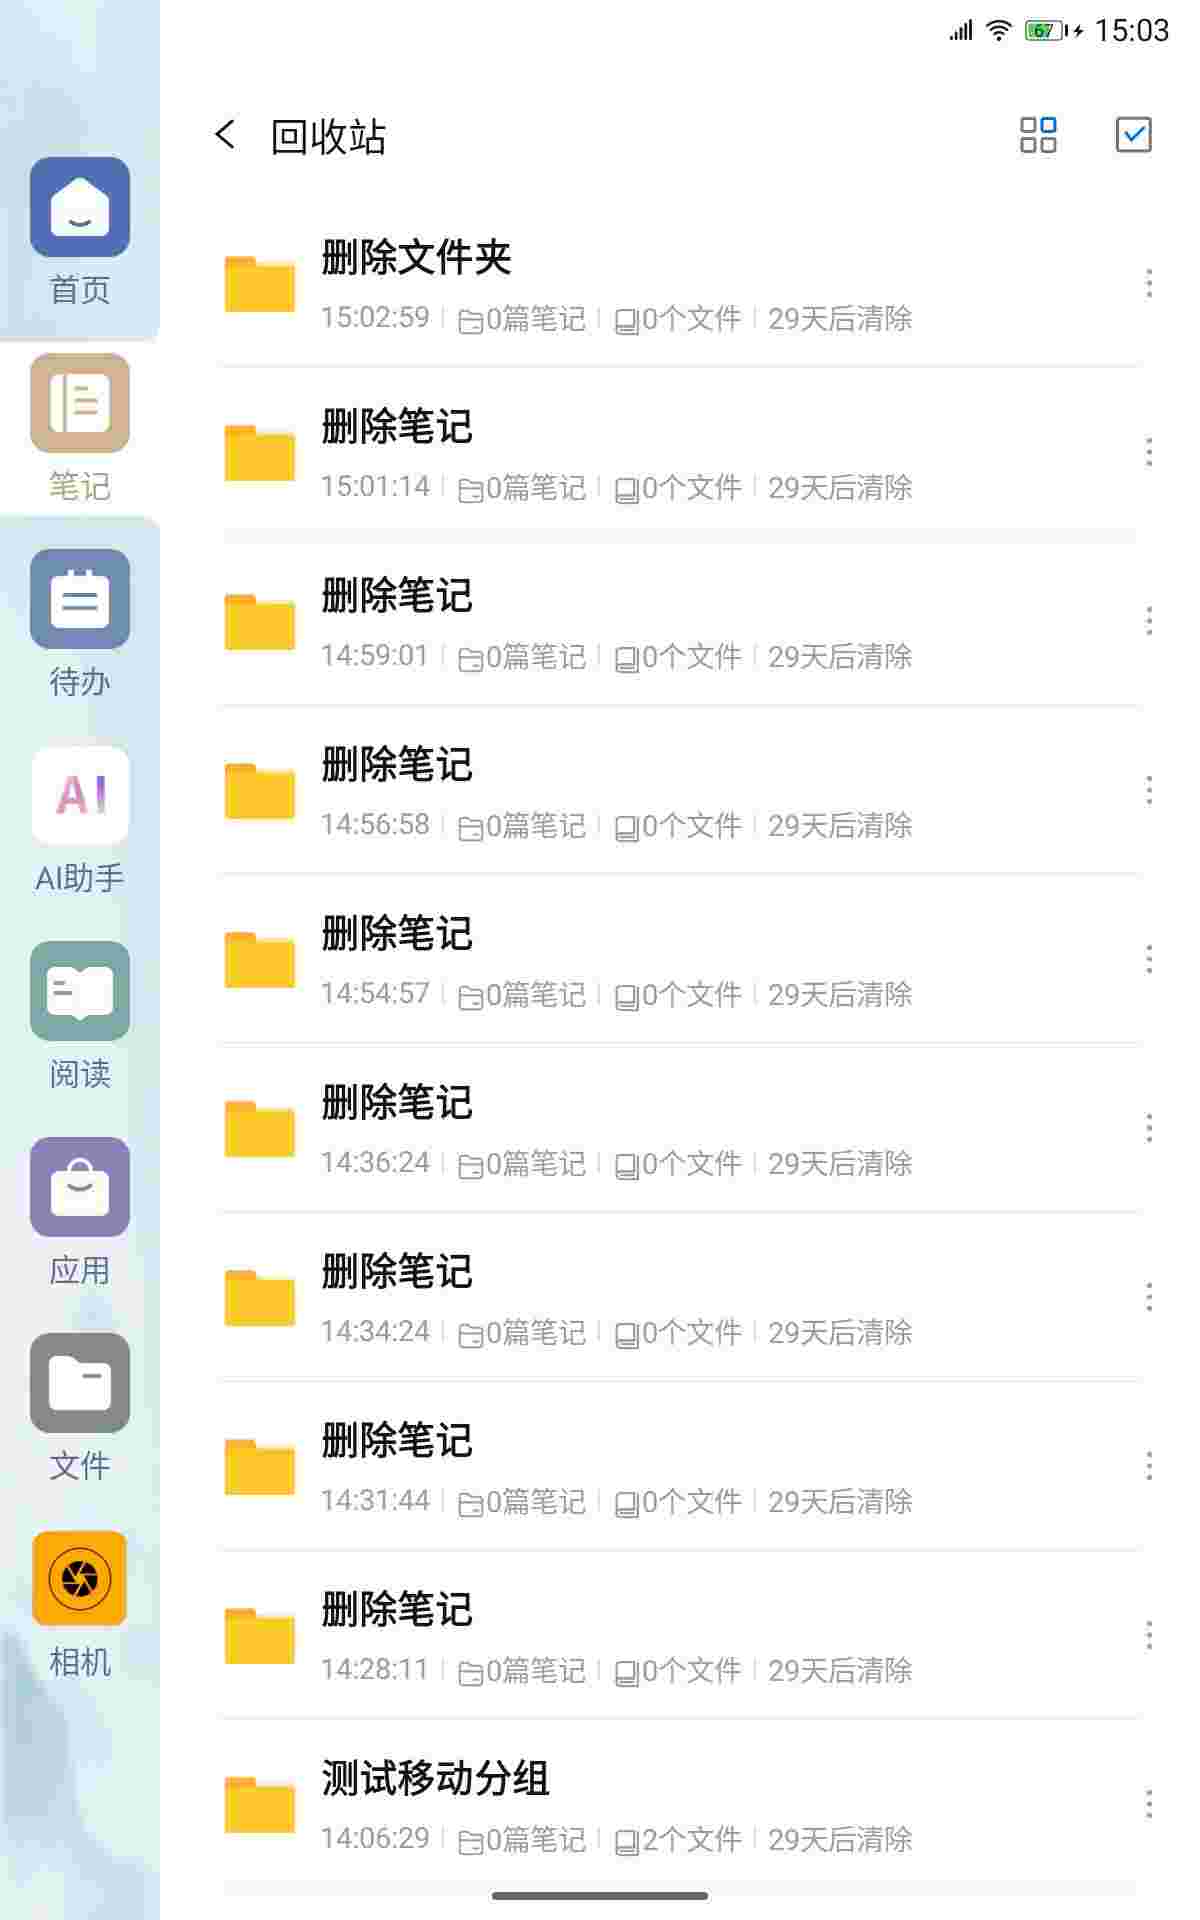 67 15:03
回收站
首页
笔记
待办
AI
AI助手
阅读
应用
文件
相机
删除文件夹
15:02:59 0篇笔记 0个文件 29天后清除
删除笔记
15:01:14 0篇笔记 0个文件 29天后清除
删除笔记
14:59:01 0篇笔记 0个文件 29天后清除
删除笔记
14:56:58 0篇笔记 0个文件 29天后清除
删除笔记
14:54:57 0篇笔记 0个文件 29天后清除
删除笔记
14:36:24 0篇笔记 0个文件 29天后清除
删除笔记
14:34:24 0篇笔记 0个文件 29天后清除
删除笔记
14:31:44 0篇笔记 0个文件 29天后清除
删除笔记
14:28:11 0篇笔记 0个文件 29天后清除
测试移动分组
14:06:29 0篇笔记 2个文件 29天后清除